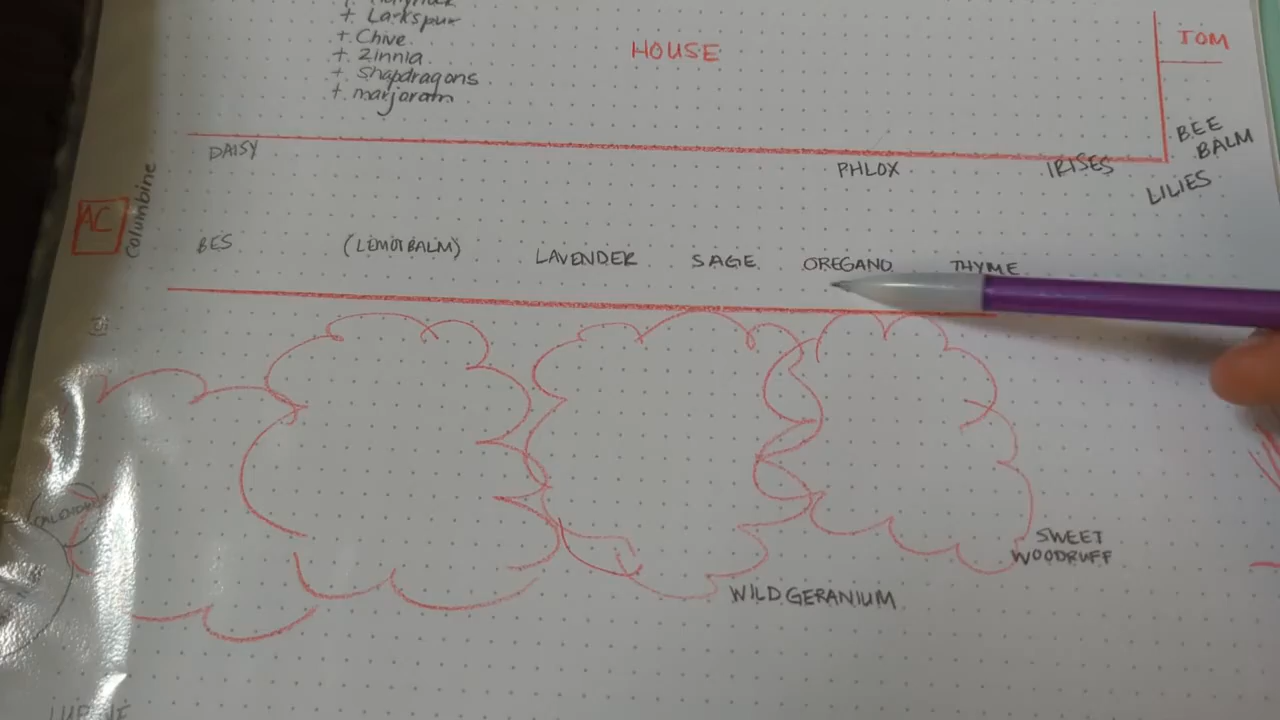 + Larkspur
+ Chive
+ Zinnia
+ Snapdragons
+ marjoram
HOUSE
TOM
BEE
BALM
DAISY
PHLOX
IRISES
LILIES
AC
Columbine
BES
(LEMON BALM)
LAVENDER
SAGE
OREGANO
THYME
SWEET
WOODRUFF
WILD GERANIUM